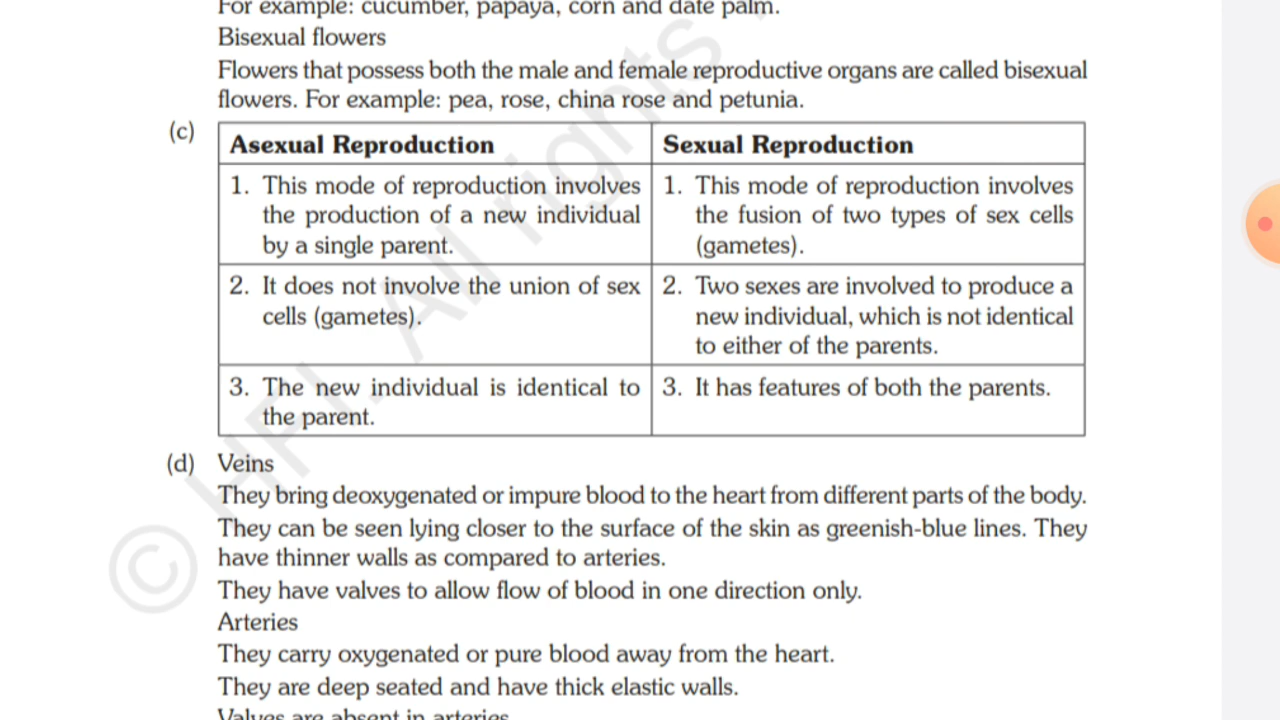 For example: cucumber, papaya, corn and date palm.
Bisexual flowers
Flowers that possess both the male and female reproductive organs are called bisexual
flowers. For example: pea, rose, china rose and petunia.
(c)
Asexual Reproduction
Sexual Reproduction
1. This mode of reproduction involves
the production of a new individual
by a single parent.
1. This mode of reproduction involves
the fusion of two types of sex cells
(gametes).
2. It does not involve the union of sex
cells (gametes).
2. Two sexes are involved to produce a
new individual, which is not identical
to either of the parents.
3. The new individual is identical to
the parent.
3. It has features of both the parents.
(d) Veins
They bring deoxygenated or impure blood to the heart from different parts of the body.
They can be seen lying closer to the surface of the skin as greenish-blue lines. They
have thinner walls as compared to arteries.
They have valves to allow flow of blood in one direction only.
Arteries
They carry oxygenated or pure blood away from the heart.
They are deep seated and have thick elastic walls.
Valves are absent in arteries
© HFI. All rights